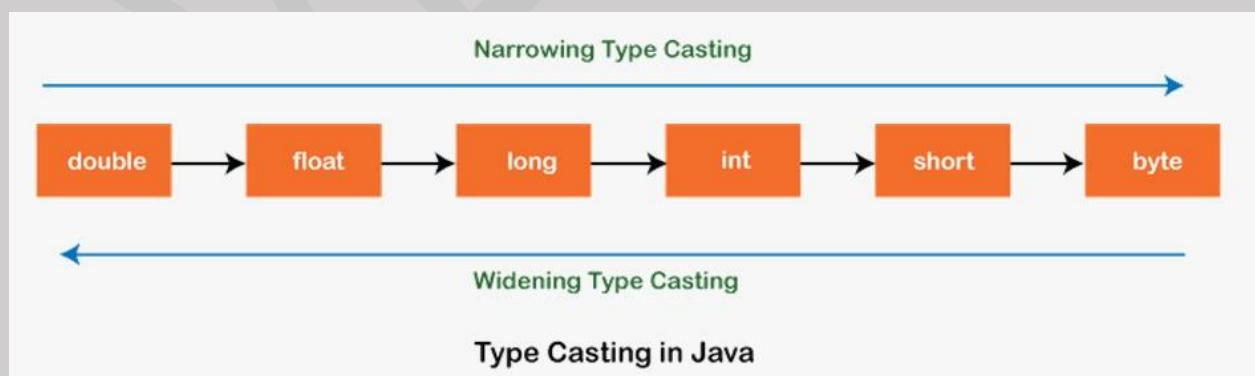 Narrowing Type Casting
double float long int short byte
Widening Type Casting
Type Casting in Java